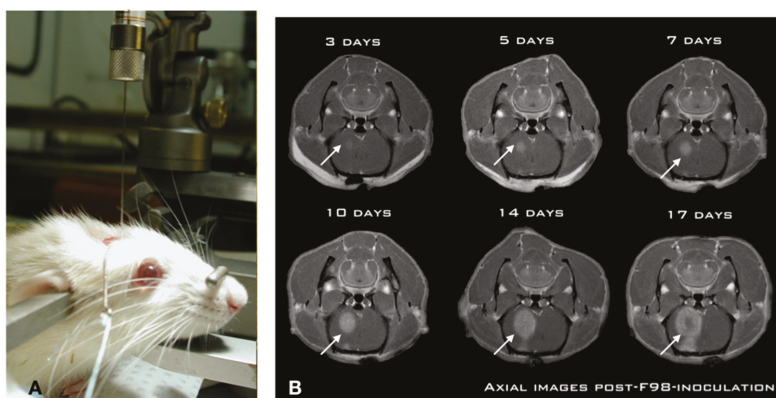 A
3 DAYS
5 DAYS
7 DAYS
10 DAYS
14 DAYS
17 DAYS
B
AXIAL IMAGES POST-F98-INOCULATION